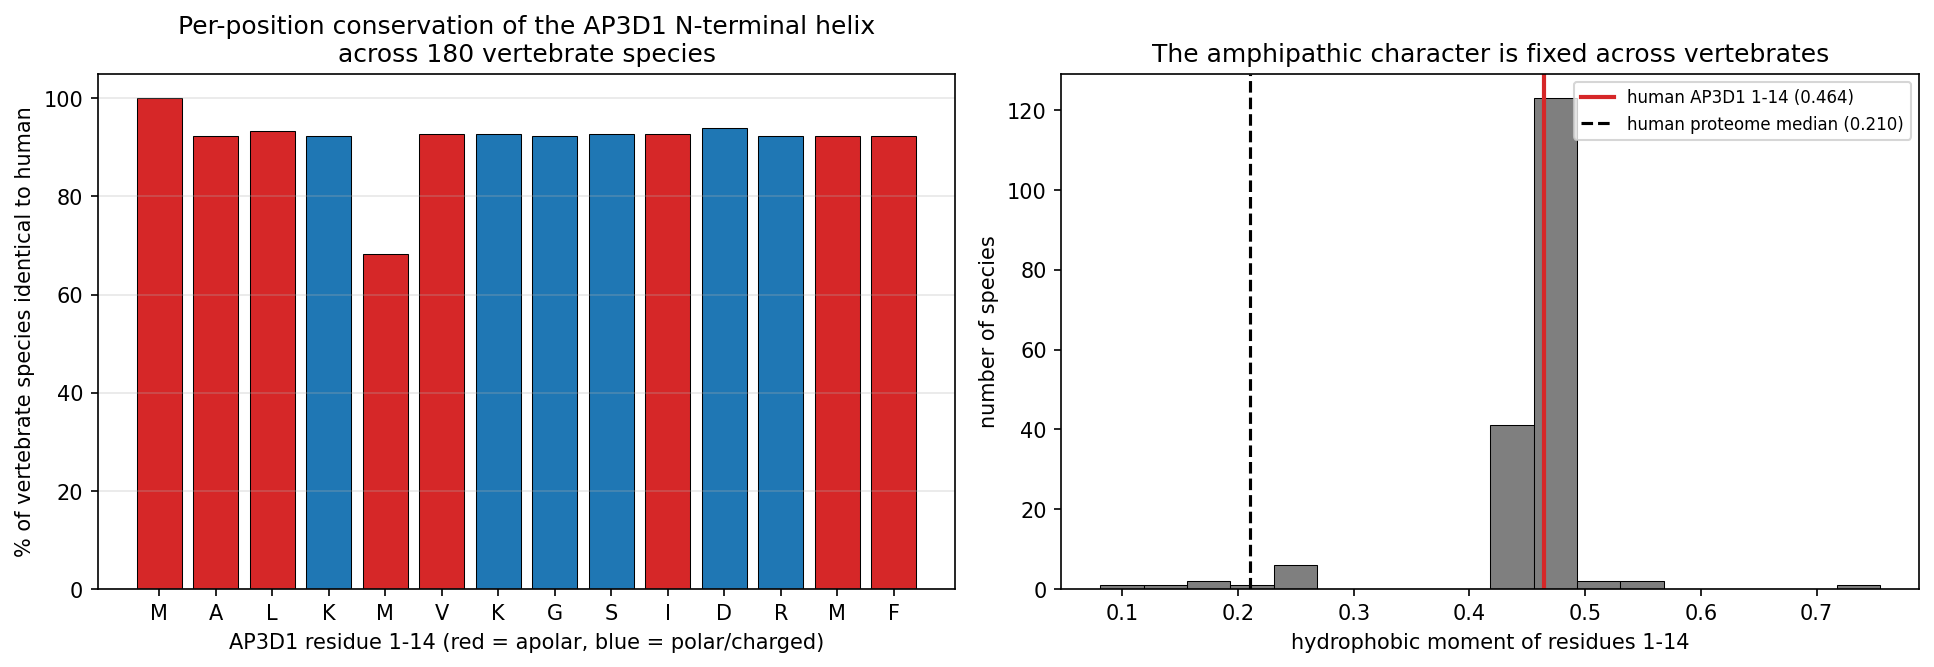 Per-position conservation of the AP3D1 N-terminal helix
across 180 vertebrate species
% of vertebrate species identical to human
100
80
60
40
20
0
M A L K M V K G S I D R M F
AP3D1 residue 1-14 (red = apolar, blue = polar/charged)
The amphipathic character is fixed across vertebrates
human AP3D1 1-14 (0.464)
human proteome median (0.210)
number of species
120
100
80
60
40
20
0
0.1 0.2 0.3 0.4 0.5 0.6 0.7
hydrophobic moment of residues 1-14